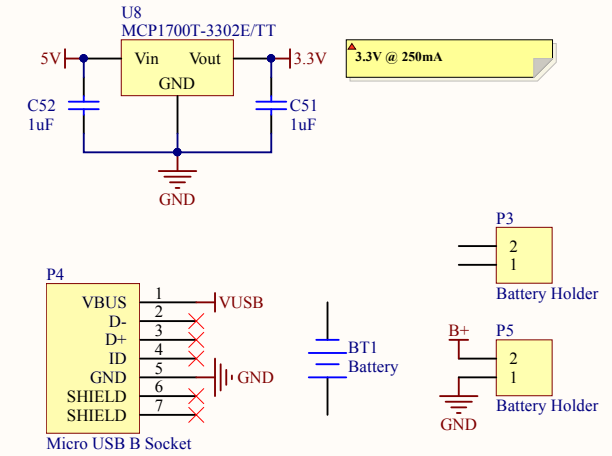 U8
MCP1700T-3302E/TT
5V
Vin
Vout
3.3V
GND
C52
1uF
C51
1uF
GND
3.3V @ 250mA
P3
2
1
Battery Holder
P4
VBUS 1 VUSB
D- 2
D+ 3
ID 4
GND 5 GND
SHIELD 6
SHIELD 7
Micro USB B Socket
BT1
Battery
B+
P5
2
1
GND
Battery Holder